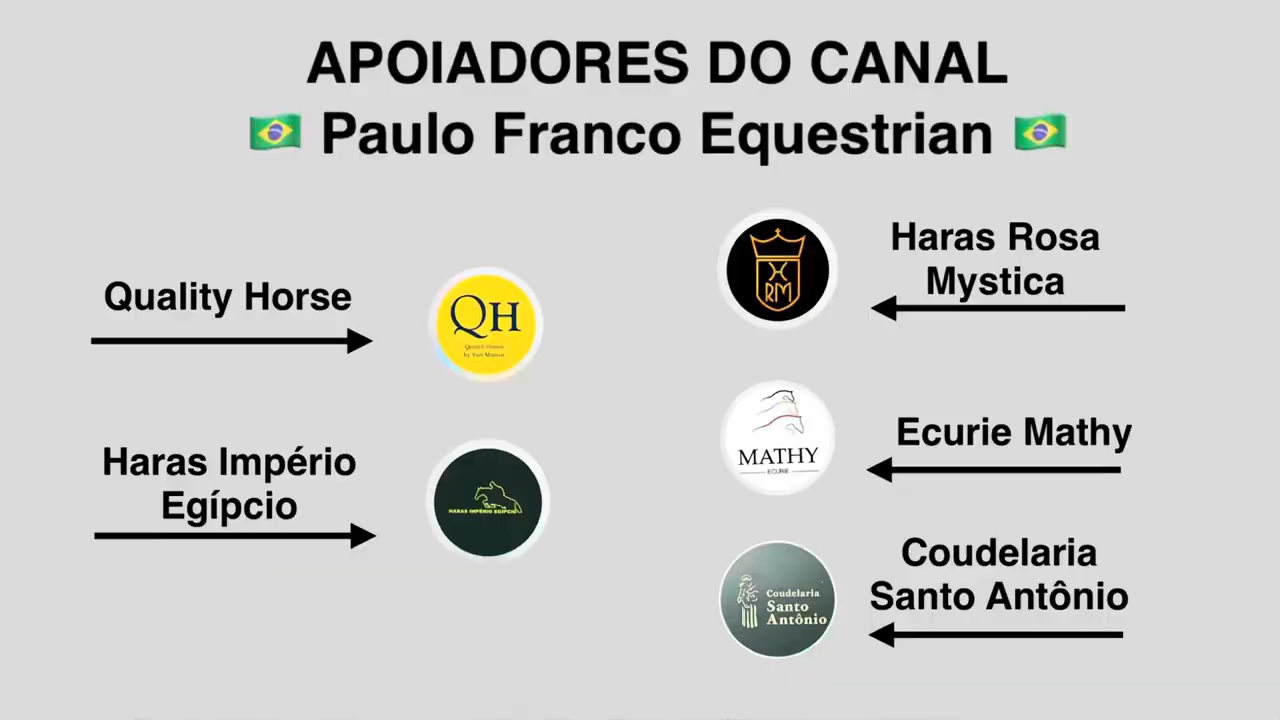 APOIADORES DO CANAL
🇧🇷 Paulo Franco Equestrian 🇧🇷
Quality Horse
QH
Haras Império
Egípcio
HARAS IMPÉRIO EGÍPCIO
Haras Rosa
Mystica
RM
Ecurie Mathy
MATHY
ECURIE
Coudelaria
Santo Antônio
Coudelaria
Santo
Antônio